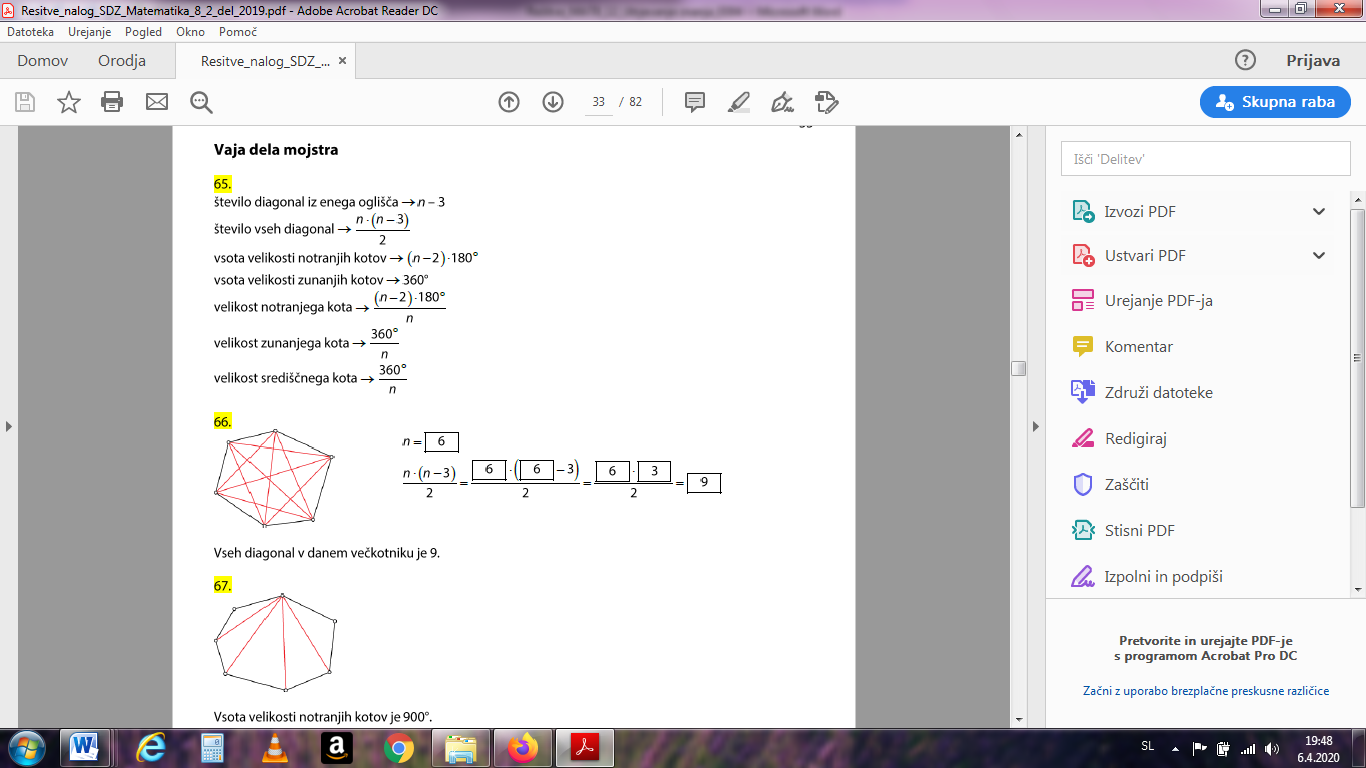 Resitve_nalog_SDZ_Matematika_8_2_del_2019.pdf - Adobe Acrobat Reader DC
Datoteka Urejanje Pogled Okno Pomoč
Domov Orodja Resitve_nalog_SDZ_... × Prijava
33 / 82 Skupna raba
Vaja dela mojstra
65.
število diagonal iz enega oglišča → n – 3
število vseh diagonal → n · (n – 3) / 2
vsota velikosti notranjih kotov → (n – 2) · 180°
vsota velikosti zunanjih kotov → 360°
velikost notranjega kota → (n – 2) · 180° / n
velikost zunanjega kota → 360° / n
velikost središčnega kota → 360° / n
66.
n = 6
n · (n – 3) / 2 = 6 · (6 – 3) / 2 = 6 · 3 / 2 = 9
Vseh diagonal v danem večkotniku je 9.
67.
Vsota velikosti notranjih kotov je 900°.
Išči 'Delitev'
Izvozi PDF
Ustvari PDF
Urejanje PDF-ja
Komentar
Združi datoteke
Redigiraj
Zaščiti
Stisni PDF
Izpolni in podpiši
Pretvorite in urejajte PDF-je
s programom Acrobat Pro DC
Začni z uporabo brezplačne preskusne različice
SL 19:48
6.4.2020